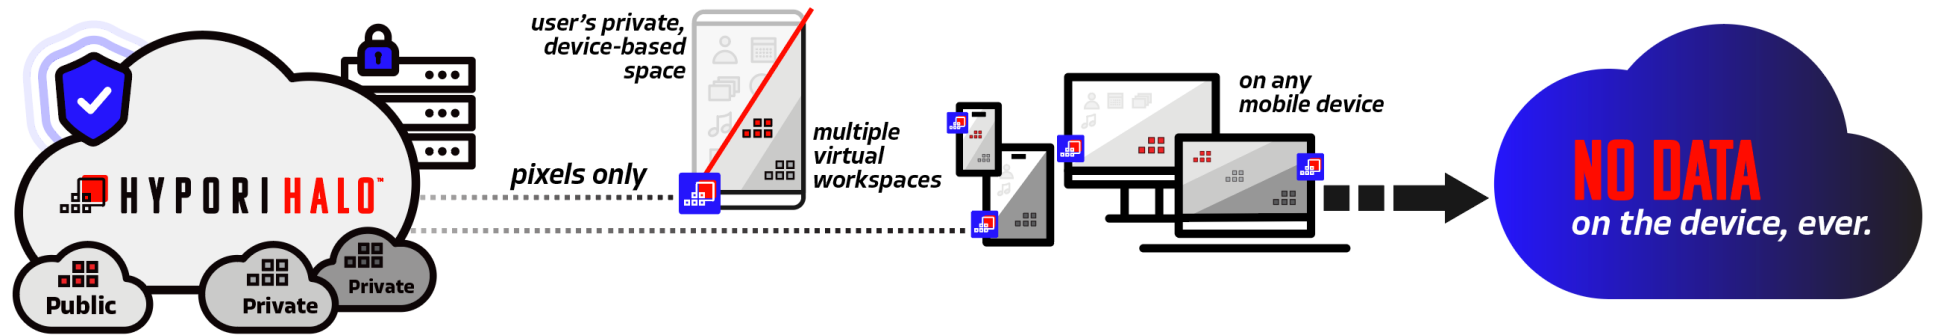 HYPORI HALO™
Public
Private
Private
pixels only
user's private,
device-based
space
multiple
virtual
workspaces
on any
mobile device
NO DATA
on the device, ever.